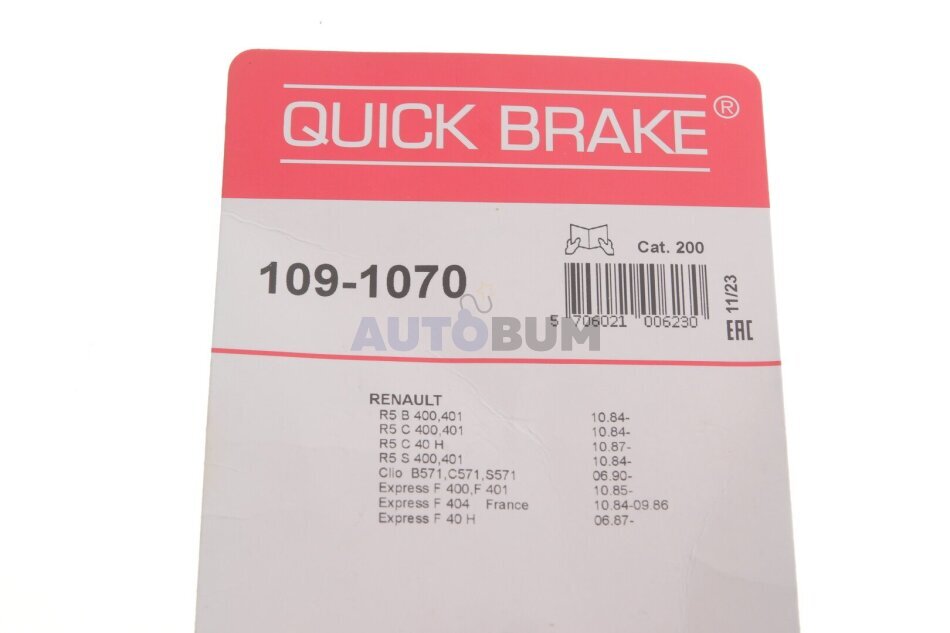 QUICK BRAKE®
109-1070
Cat. 200
5 706021 006230
11/23
EAC
AUTOBUM
RENAULT
R5 B 400,401 10.84-
R5 C 400,401 10.84-
R5 C 40 H 10.87-
R5 S 400,401 10.84-
Clio B571,C571,S571 06.90-
Express F 400,F 401 10.85-
Express F 404 France 10.84-09.86
Express F 40 H 06.87-